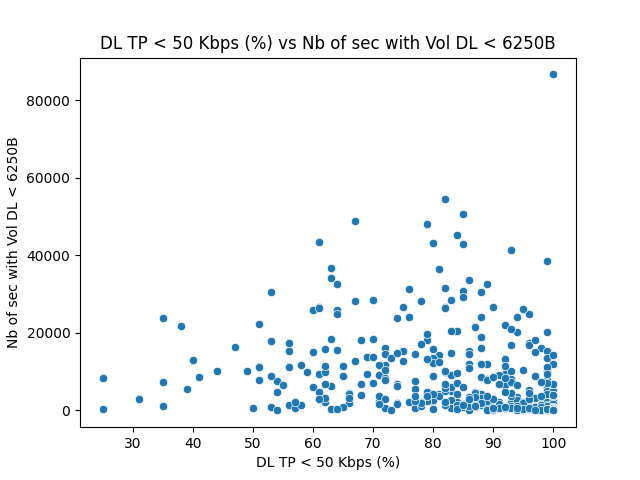 DL TP < 50 Kbps (%) vs Nb of sec with Vol DL < 6250B
Nb of sec with Vol DL < 6250B
80000
60000
40000
20000
0
30 40 50 60 70 80 90 100
DL TP < 50 Kbps (%)